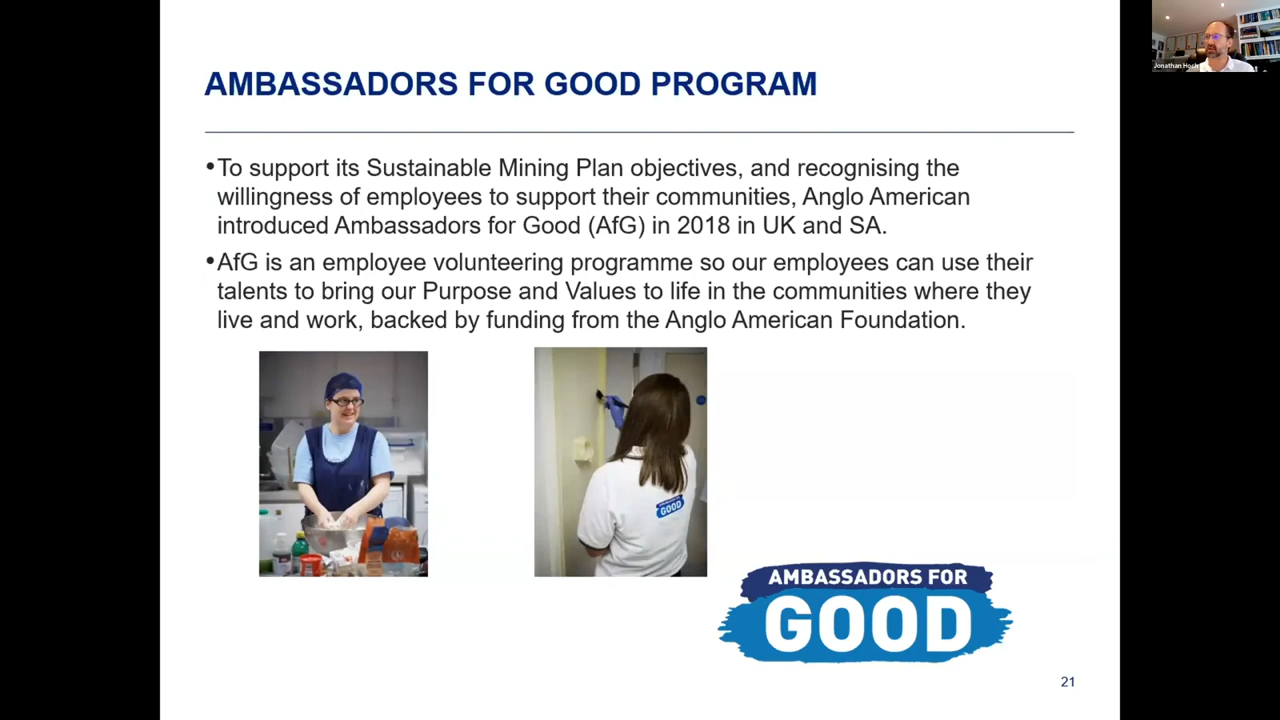 AMBASSADORS FOR GOOD PROGRAM
•To support its Sustainable Mining Plan objectives, and recognising the
willingness of employees to support their communities, Anglo American
introduced Ambassadors for Good (AfG) in 2018 in UK and SA.
•AfG is an employee volunteering programme so our employees can use their
talents to bring our Purpose and Values to life in the communities where they
live and work, backed by funding from the Anglo American Foundation.
GOOD
AMBASSADORS FOR
GOOD
21
Jonathan